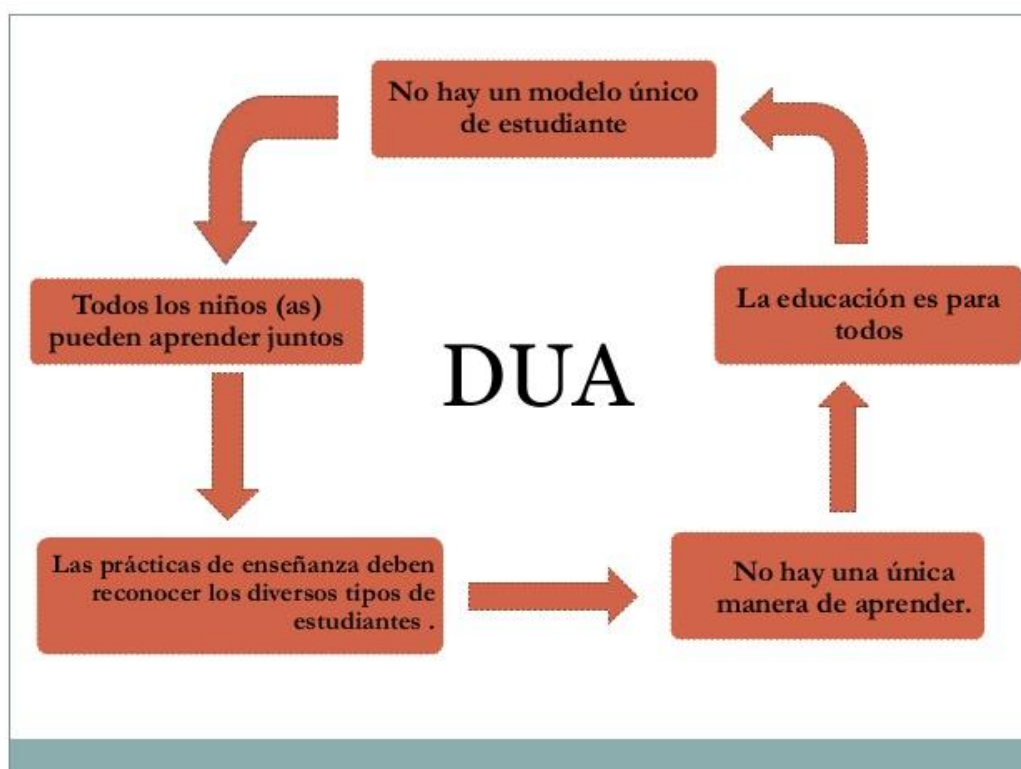 No hay un modelo único
de estudiante
Todos los niños (as)
pueden aprender juntos
La educación es para
todos
DUA
Las prácticas de enseñanza deben
reconocer los diversos tipos de
estudiantes .
No hay una única
manera de aprender.